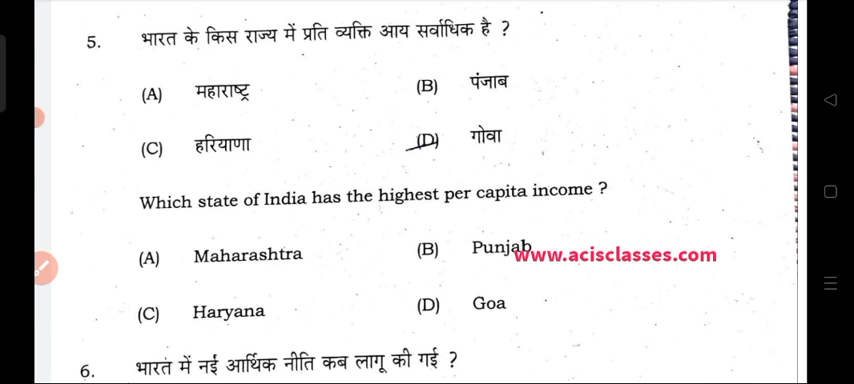 5. भारत के किस राज्य में प्रति व्यक्ति आय सर्वाधिक है ?
(A) महाराष्ट्र (B) पंजाब
(C) हरियाणा (D) गोवा
Which state of India has the highest per capita income ?
(A) Maharashtra (B) Punjab
www.acisclasses.com
(C) Haryana (D) Goa
6. भारत में नई आर्थिक नीति कब लागू की गई ?